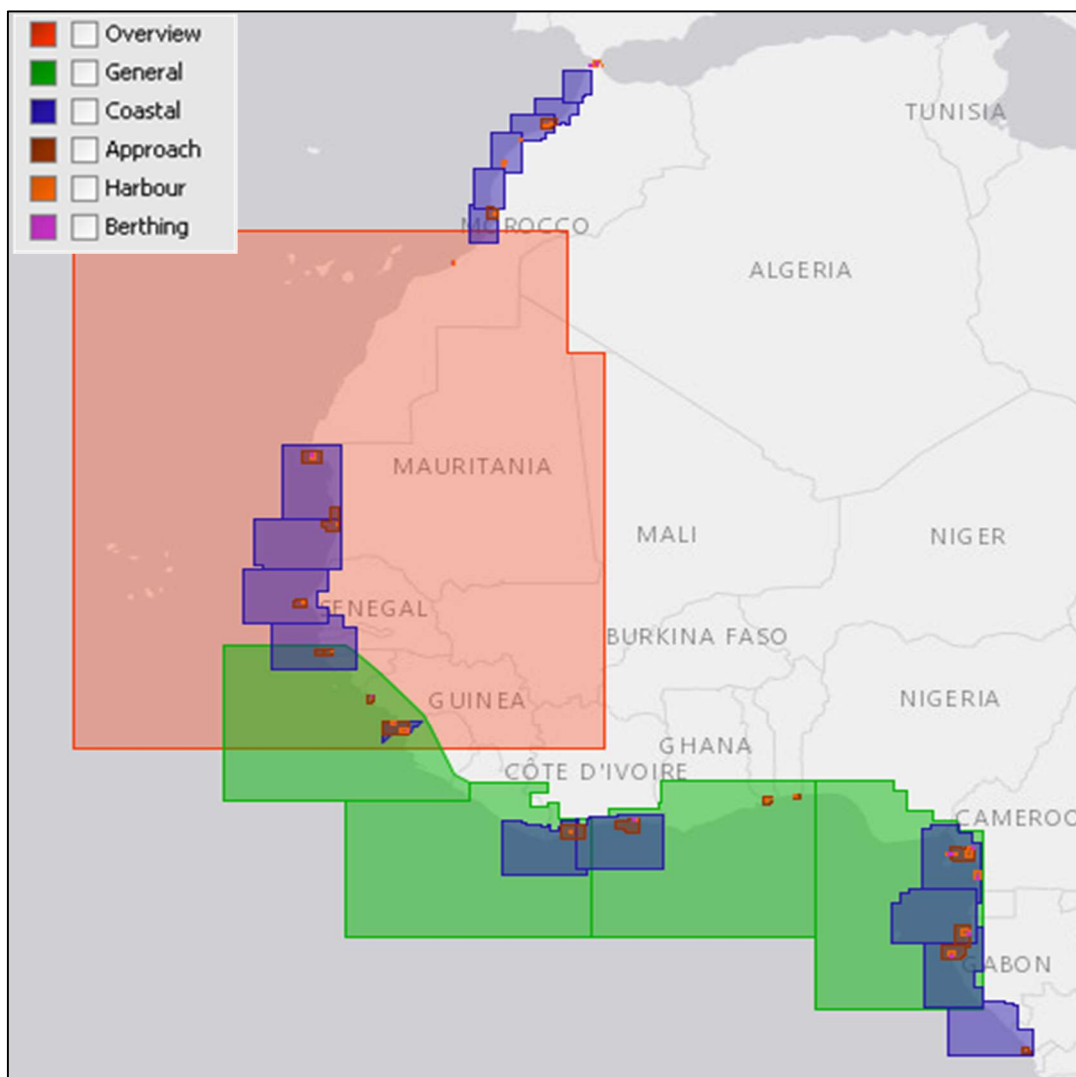 Overview
General
Coastal
Approach
Harbour
Berthing
TUNISIA
MOROCCO
ALGERIA
MAURITANIA
MALI
NIGER
SENEGAL
BURKINA FASO
GUINEA
NIGERIA
GHANA
CÔTE D'IVOIRE
CAMEROO
GABON